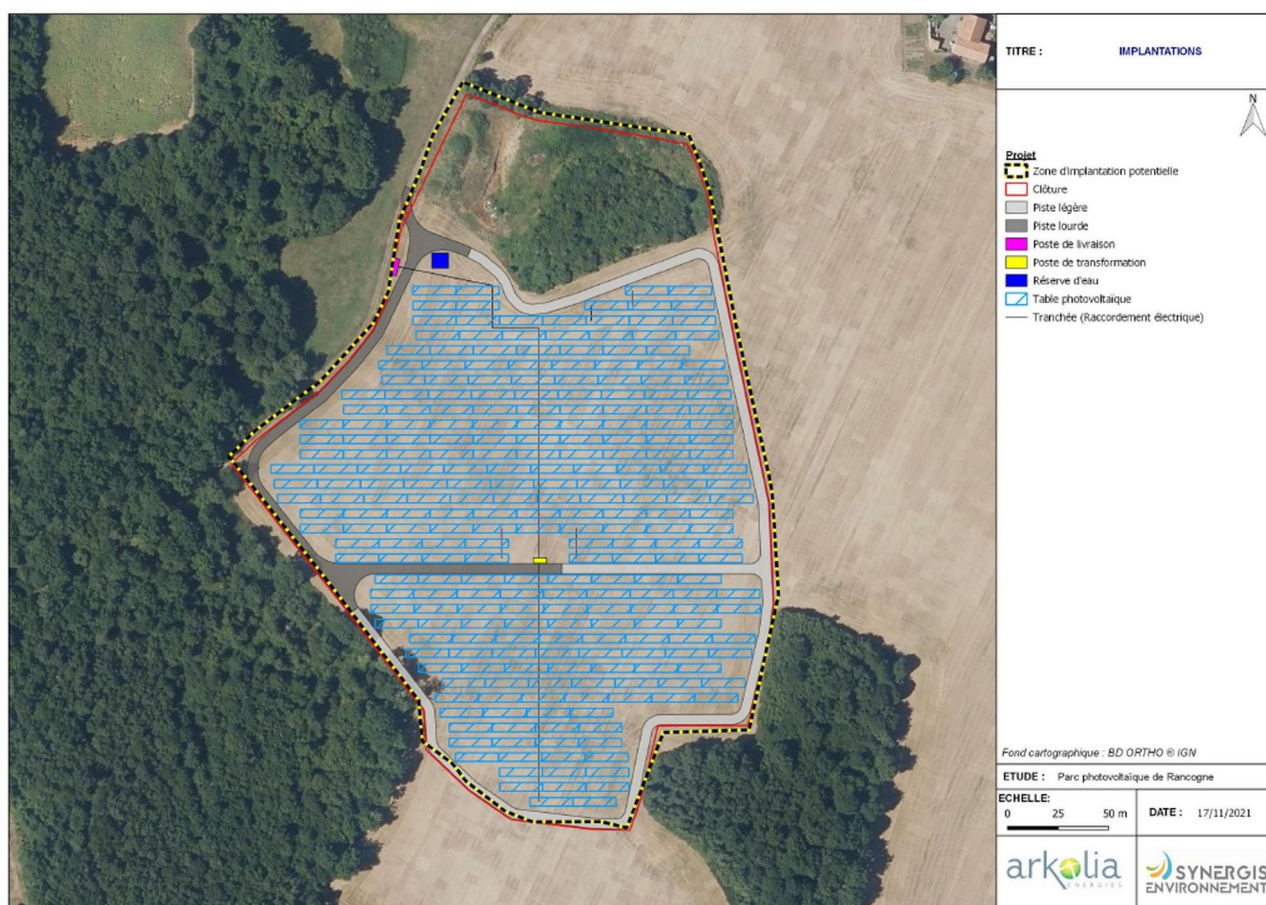 TITRE : IMPLANTATIONS
N
Projet
Zone d'implantation potentielle
Clôture
Piste légère
Piste lourde
Poste de livraison
Poste de transformation
Réserve d'eau
Table photovoltaïque
Tranchée (Raccordement électrique)
Fond cartographique : BD ORTHO ® IGN
ETUDE : Parc photovoltaïque de Rancogne
ECHELLE:
0 25 50 m
DATE : 17/11/2021
arkolia
ENERGIES
SYNERGIS
ENVIRONNEMENT